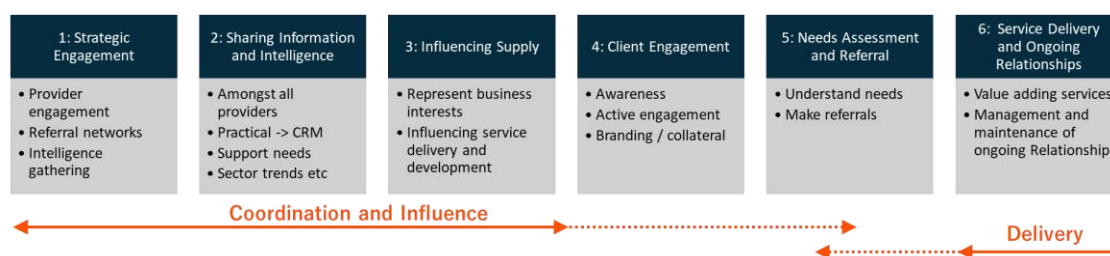 1: Strategic
Engagement
• Provider
engagement
• Referral networks
• Intelligence
gathering
2: Sharing Information
and Intelligence
• Amongst all
providers
• Practical -> CRM
• Support needs
• Sector trends etc
3: Influencing Supply
• Represent business
interests
• Influencing service
delivery and
development
4: Client Engagement
• Awareness
• Active engagement
• Branding / collateral
5: Needs Assessment
and Referral
• Understand needs
• Make referrals
6: Service Delivery
and Ongoing
Relationships
• Value adding services
• Management and
maintenance of
ongoing Relationship
Coordination and Influence
Delivery